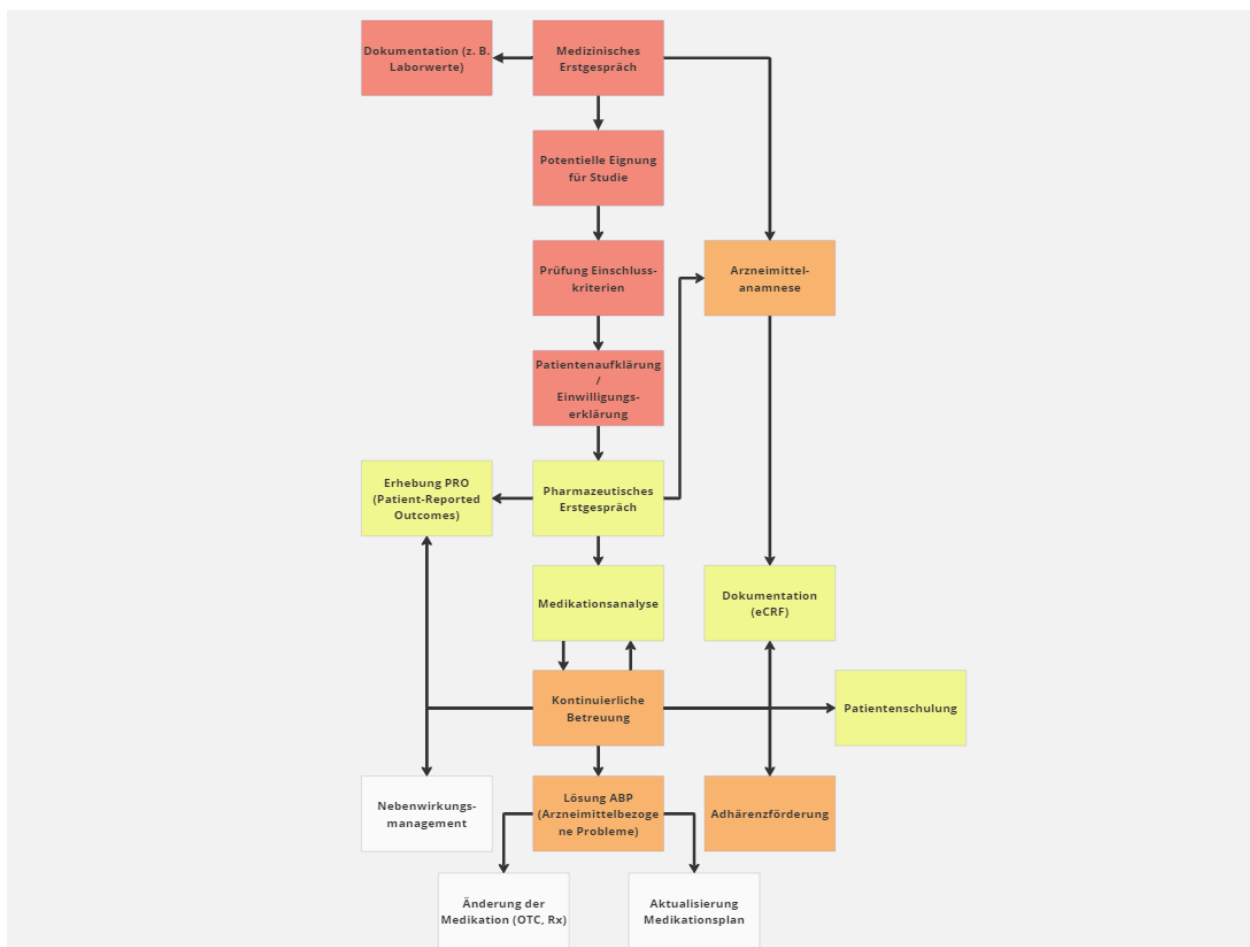 Dokumentation (z. B.
Laborwerte)
Medizinisches
Erstgespräch
Potentielle Eignung
für Studie
Prüfung Einschluss-
kriterien
Arzneimittel-
anamnese
Patientenaufklärung
/
Einwilligungs-
erklärung
Erhebung PRO
(Patient-Reported
Outcomes)
Pharmazeutisches
Erstgespräch
Medikationsanalyse
Dokumentation
(eCRF)
Kontinuierliche
Betreuung
Patientenschulung
Nebenwirkungs-
management
Lösung ABP
(Arzneimittelbezoge
ne Probleme)
Adhärenzförderung
Änderung der
Medikation (OTC, Rx)
Aktualisierung
Medikationsplan